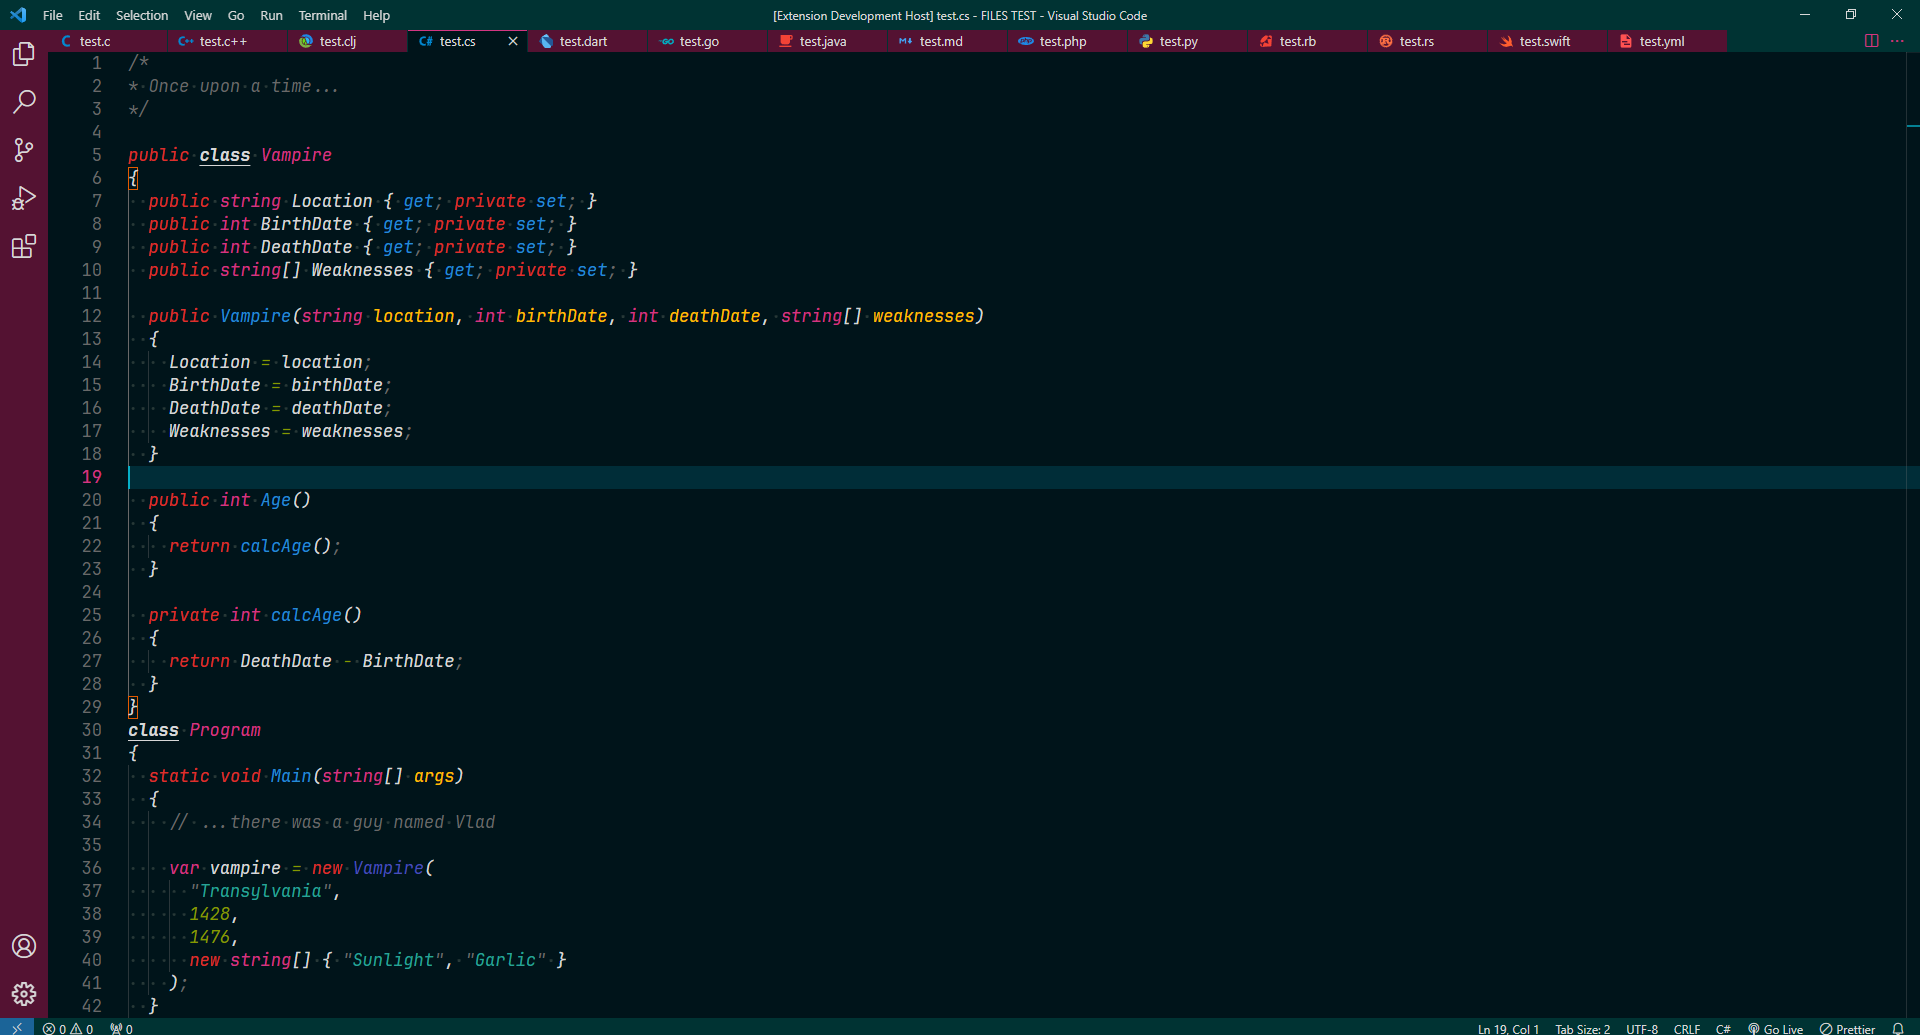 File Edit Selection View Go Run Terminal Help [Extension Development Host] test.cs - FILES TEST - Visual Studio Code
test.c test.c++ test.clj test.cs test.dart test.go test.java test.md test.php test.py test.rb test.rs test.swift test.yml
1 /*
2 * Once upon a time...
3 */
4
5 public class Vampire
6 {
7 public string Location { get; private set; }
8 public int BirthDate { get; private set; }
9 public int DeathDate { get; private set; }
10 public string[] Weaknesses { get; private set; }
11
12 public Vampire(string location, int birthDate, int deathDate, string[] weaknesses)
13 {
14 Location = location;
15 BirthDate = birthDate;
16 DeathDate = deathDate;
17 Weaknesses = weaknesses;
18 }
19
20 public int Age()
21 {
22 return calcAge();
23 }
24
25 private int calcAge()
26 {
27 return DeathDate - BirthDate;
28 }
29 }
30 class Program
31 {
32 static void Main(string[] args)
33 {
34 // ...there was a guy named Vlad
35
36 var vampire = new Vampire(
37 "Transylvania",
38 1428,
39 1476,
40 new string[] { "Sunlight", "Garlic" }
41 );
42 }
0 0 0 Ln 19, Col 1 Tab Size: 2 UTF-8 CRLF C# Go Live Prettier